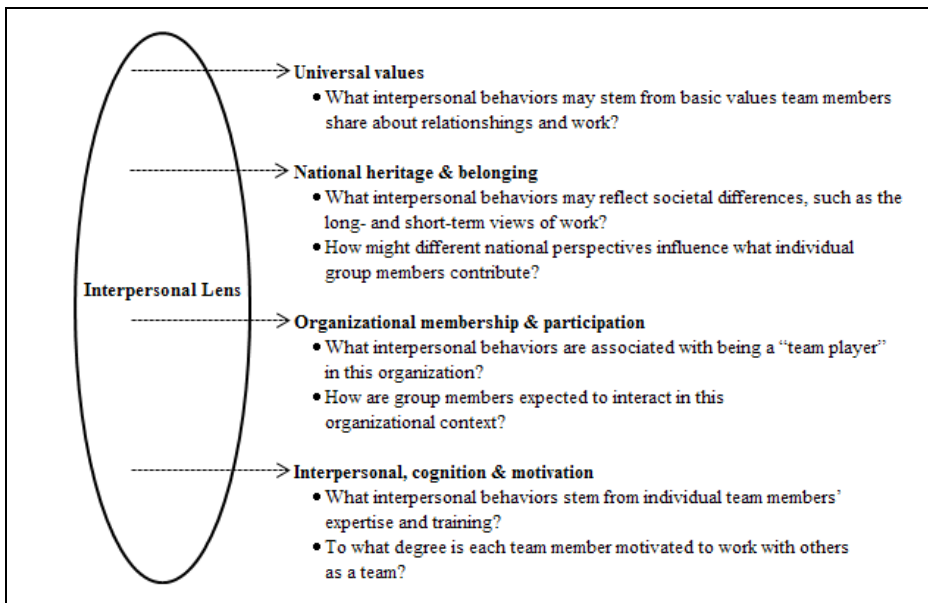 Universal values
• What interpersonal behaviors may stem from basic values team members
share about relationshings and work?
National heritage & belonging
• What interpersonal behaviors may reflect societal differences, such as the
long- and short-term views of work?
• How might different national perspectives influence what individual
group members contribute?
Interpersonal Lens
Organizational membership & participation
• What interpersonal behaviors are associated with being a “team player”
in this organization?
• How are group members expected to interact in this
organizational context?
Interpersonal, cognition & motivation
• What interpersonal behaviors stem from individual team members’
expertise and training?
• To what degree is each team member motivated to work with others
as a team?